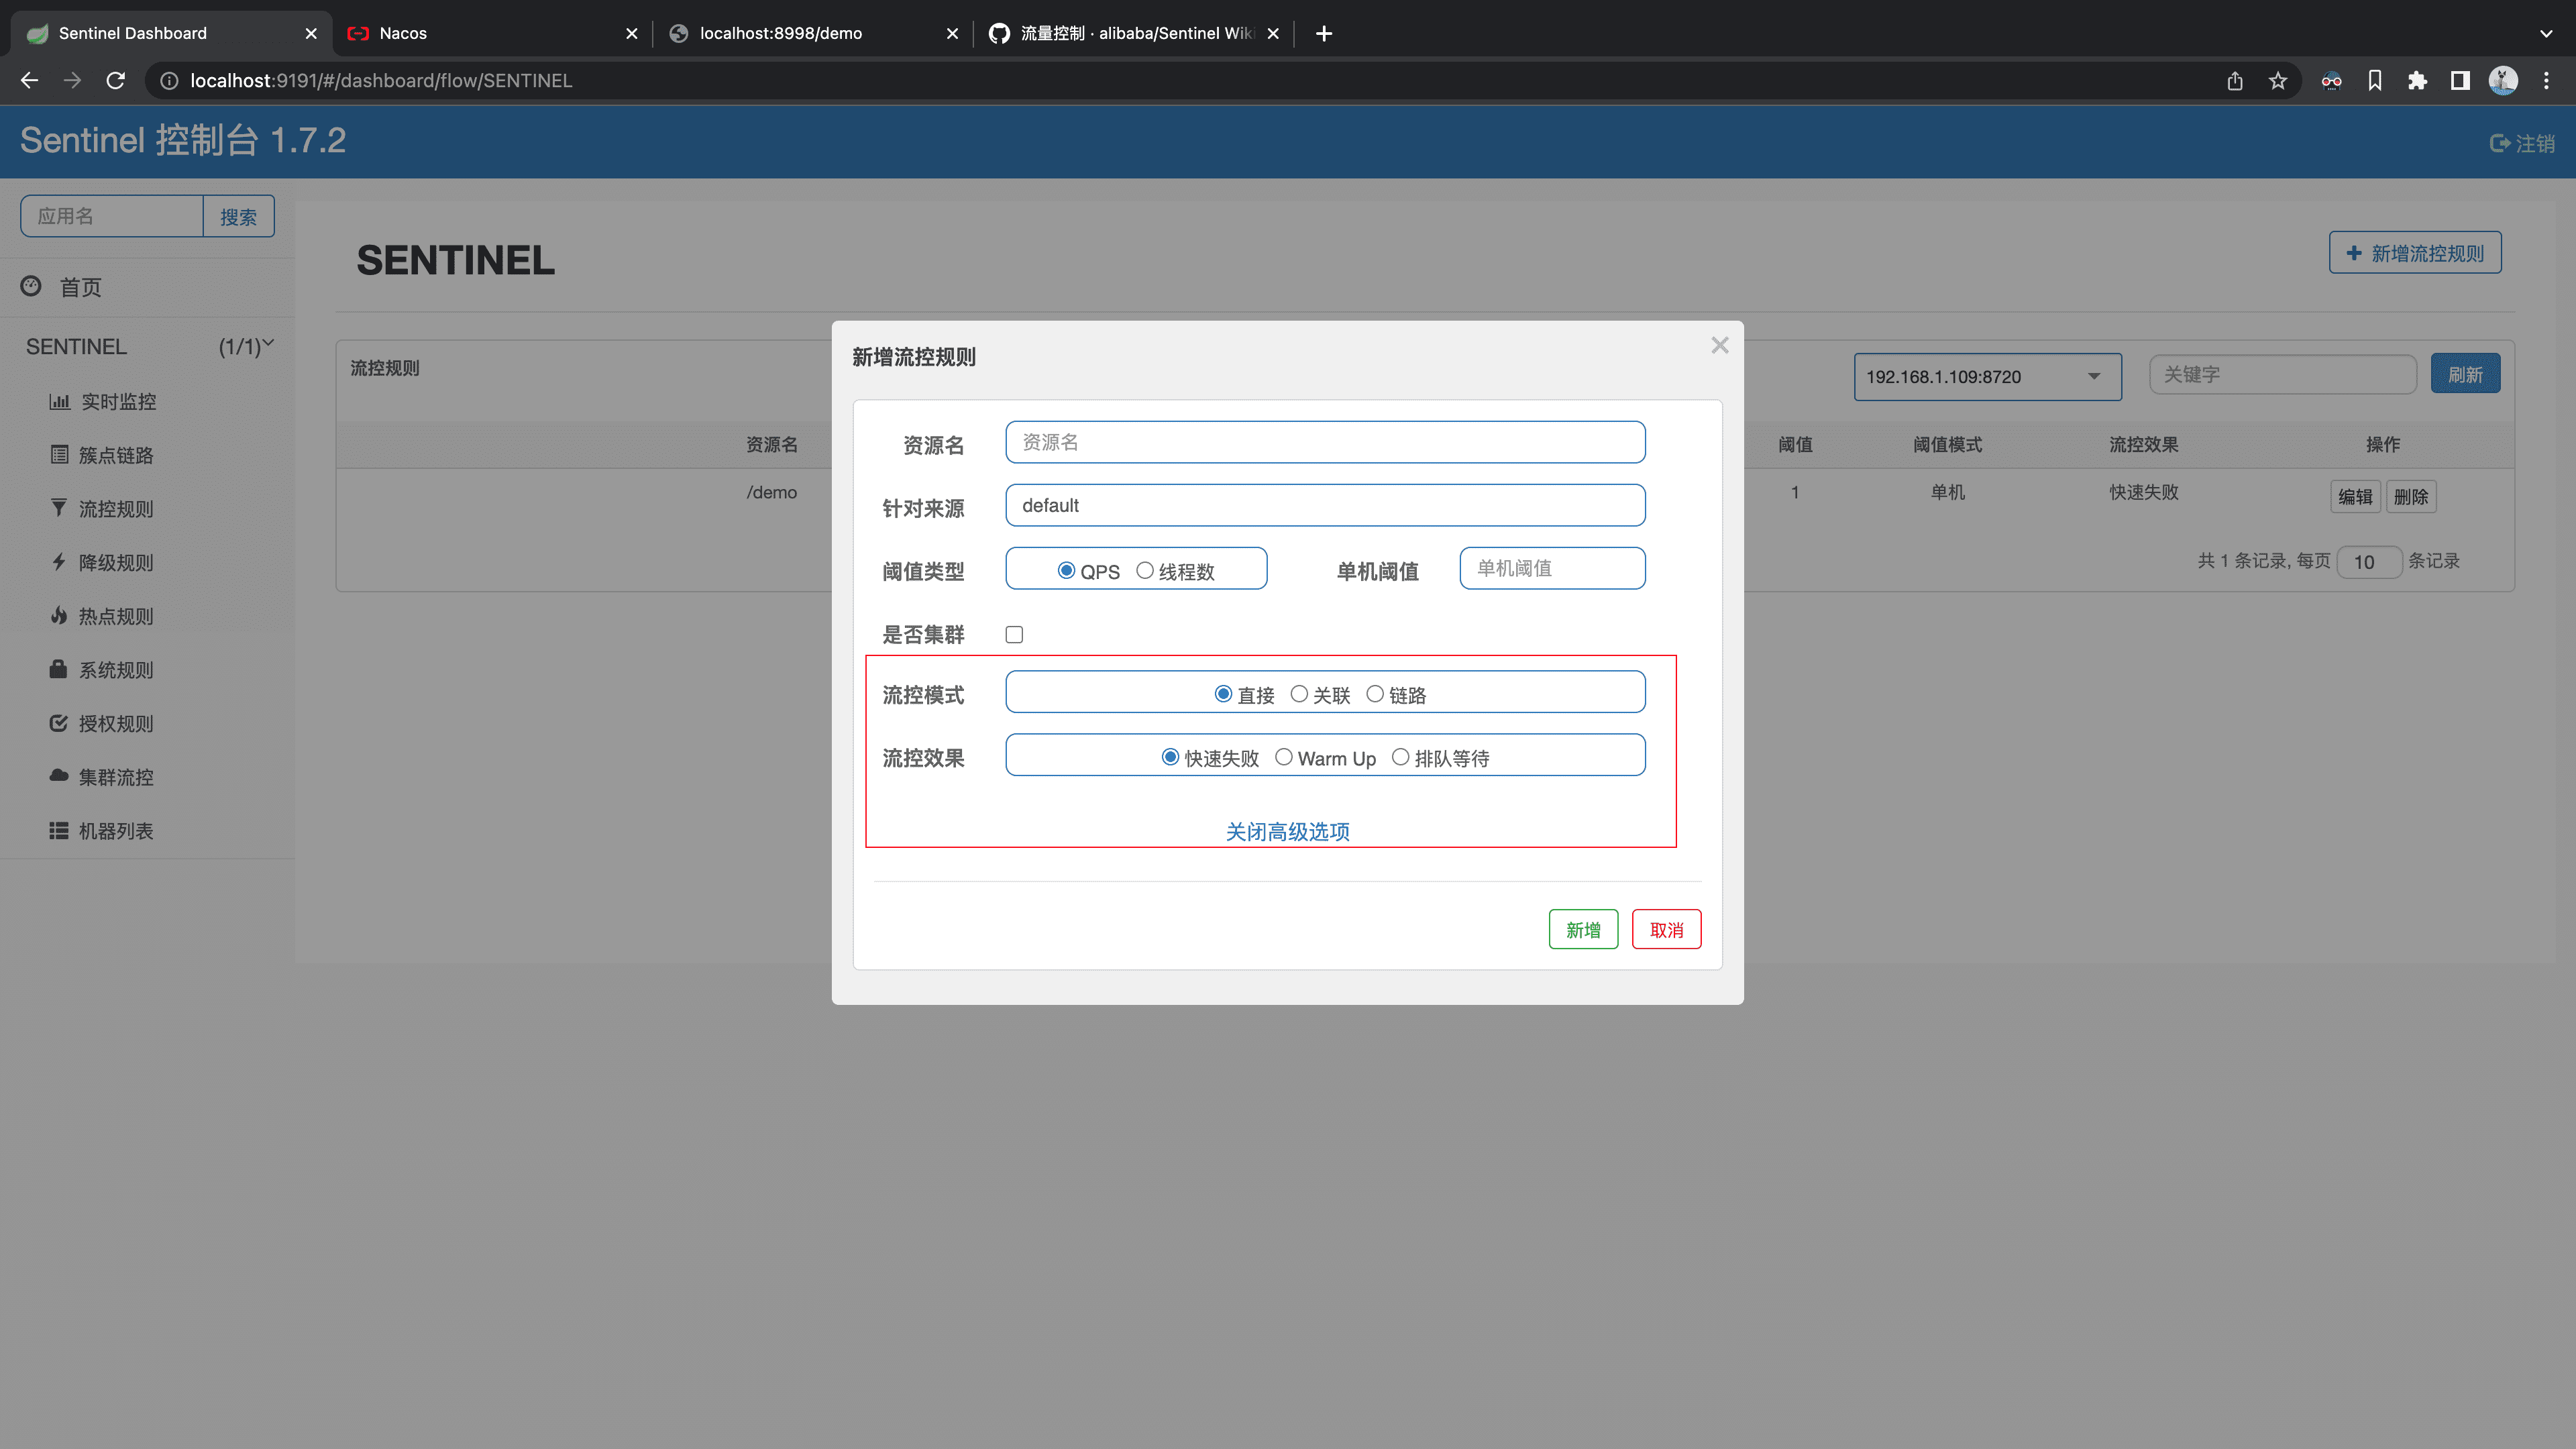 Sentinel Dashboard
Nacos
localhost:8998/demo
流量控制 · alibaba/Sentinel Wiki
localhost:9191/#/dashboard/flow/SENTINEL
Sentinel 控制台 1.7.2
注销
应用名
搜索
首页
SENTINEL (1/1)
实时监控
簇点链路
流控规则
降级规则
热点规则
系统规则
授权规则
集群流控
机器列表
SENTINEL
新增流控规则
流控规则
192.168.1.109:8720
关键字
刷新
资源名
阈值 阈值模式 流控效果 操作
/demo
1 单机 快速失败 编辑 删除
共 1 条记录, 每页 10 条记录
新增流控规则
资源名 资源名
针对来源 default
阈值类型 QPS 线程数 单机阈值 单机阈值
是否集群
流控模式 直接 关联 链路
流控效果 快速失败 Warm Up 排队等待
关闭高级选项
新增 取消